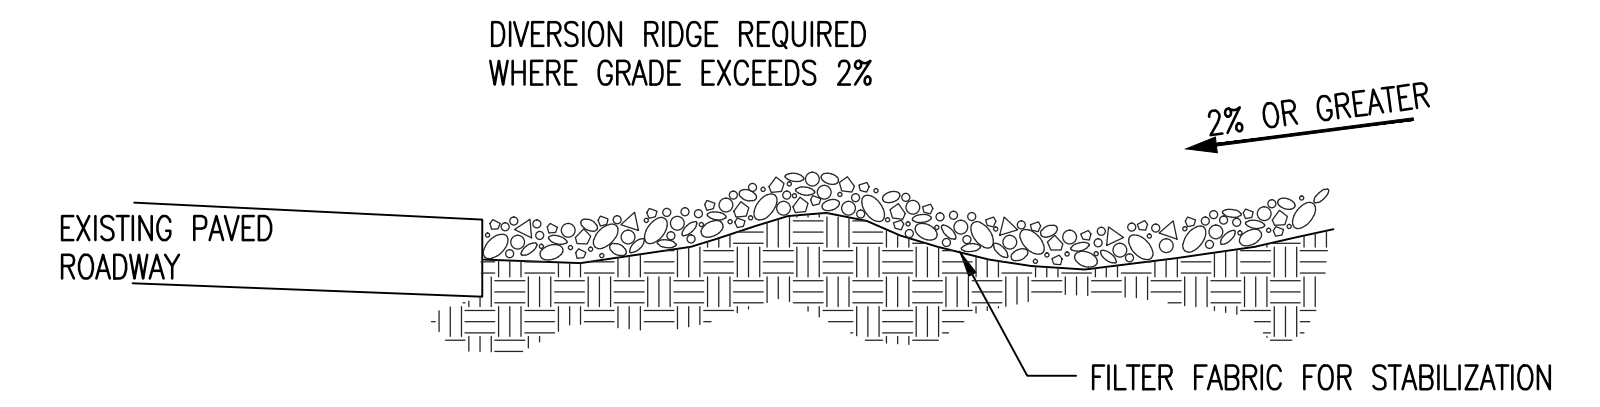 DIVERSION RIDGE REQUIRED
WHERE GRADE EXCEEDS 2%
2% OR GREATER
EXISTING PAVED
ROADWAY
FILTER FABRIC FOR STABILIZATION